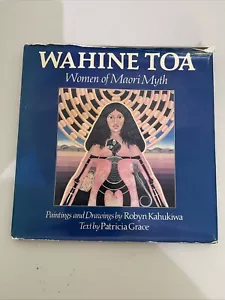 WAHINE TOA
Women of Maori Myth
Paintings and Drawings by Robyn Kahukiwa
Text by Patricia Grace